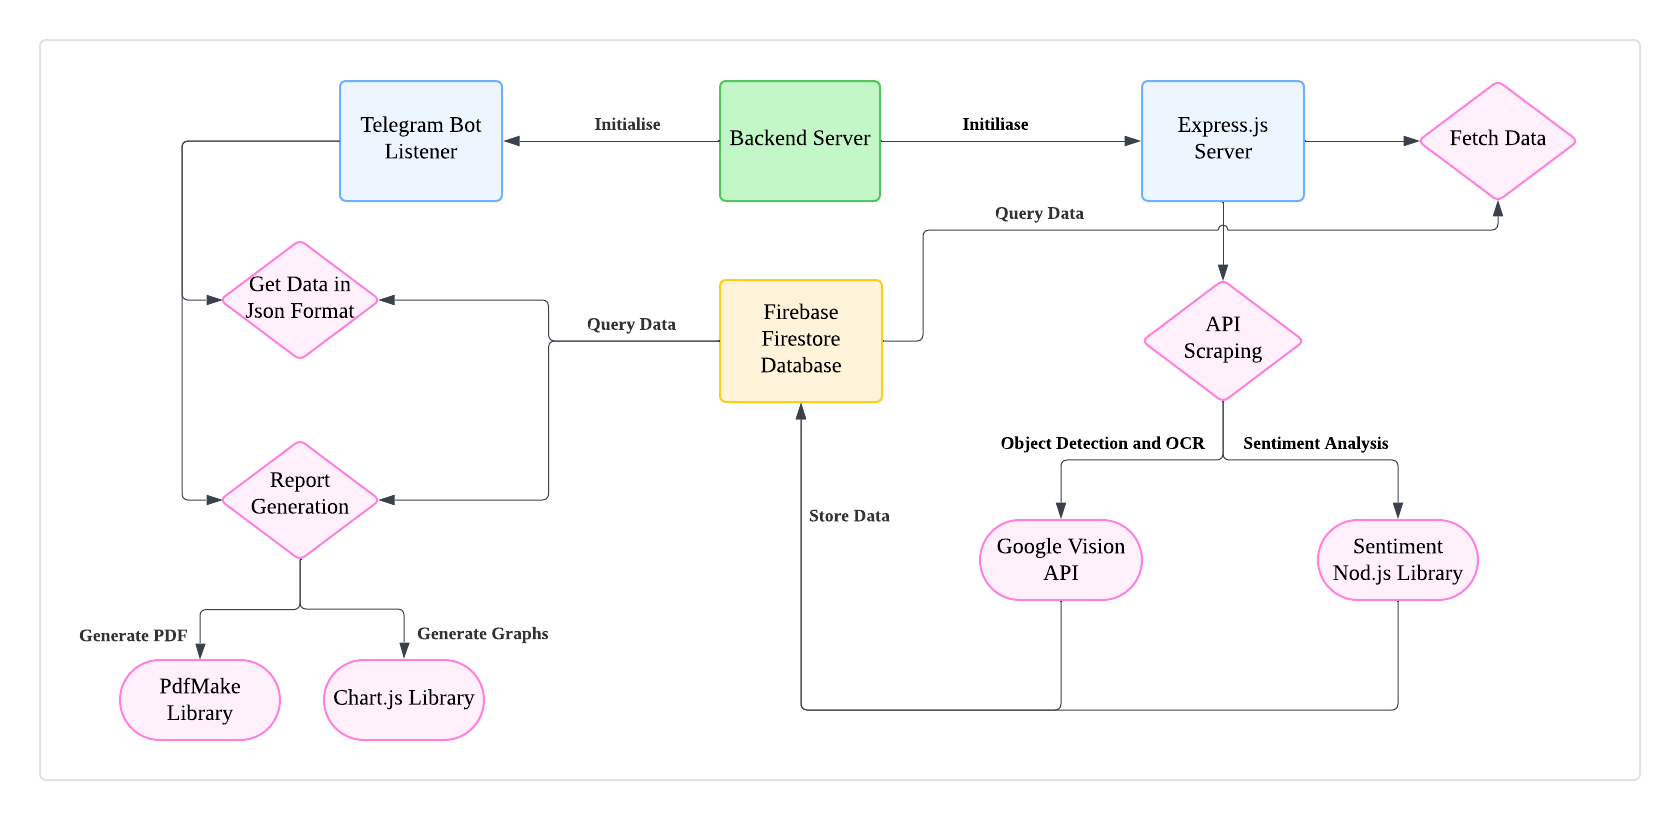 Telegram Bot
Listener
Initialise
Backend Server
Initiliase
Express.js
Server
Fetch Data
Query Data
Get Data in
Json Format
Query Data
Firebase
Firestore
Database
API
Scraping
Object Detection and OCR
Sentiment Analysis
Report
Generation
Store Data
Google Vision
API
Sentiment
Nod.js Library
Generate PDF
Generate Graphs
PdfMake
Library
Chart.js Library